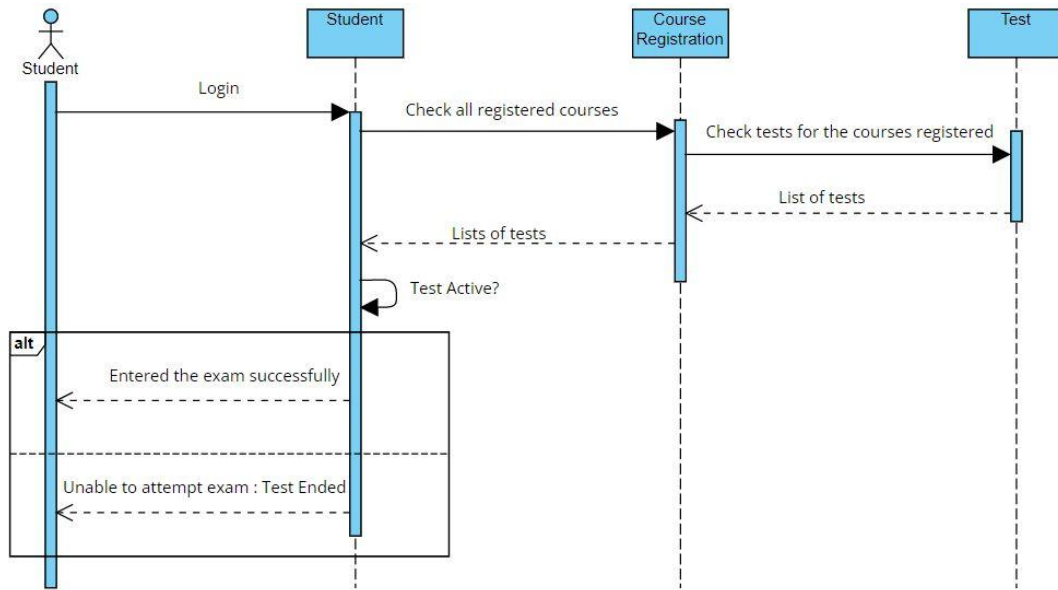 Student
Course
Registration
Test
Student
Login
Check all registered courses
Check tests for the courses registered
List of tests
Lists of tests
Test Active?
alt
Entered the exam successfully
Unable to attempt exam : Test Ended